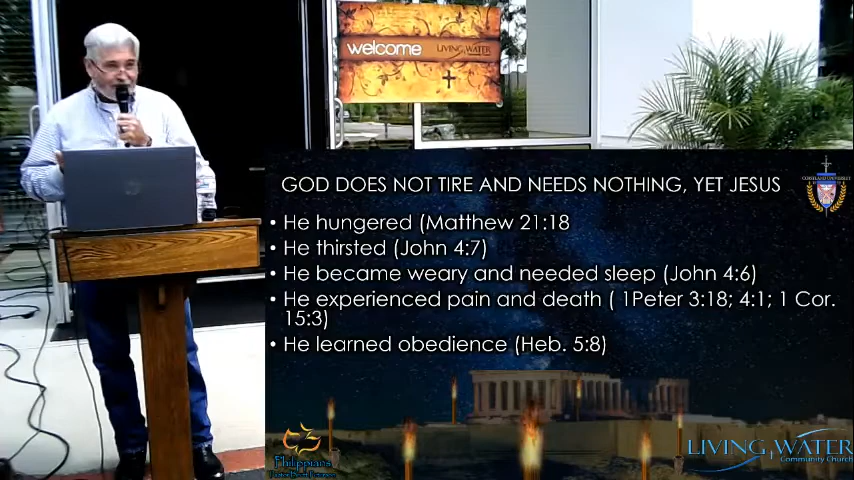 welcome
LIVING WATER
GOD DOES NOT TIRE AND NEEDS NOTHING, YET JESUS
• He hungered (Matthew 21:18
• He thirsted (John 4:7)
• He became weary and needed sleep (John 4:6)
• He experienced pain and death ( 1Peter 3:18; 4:1; 1 Cor.
15:3)
• He learned obedience (Heb. 5:8)
Philippians
LIVING WATER
Community Church